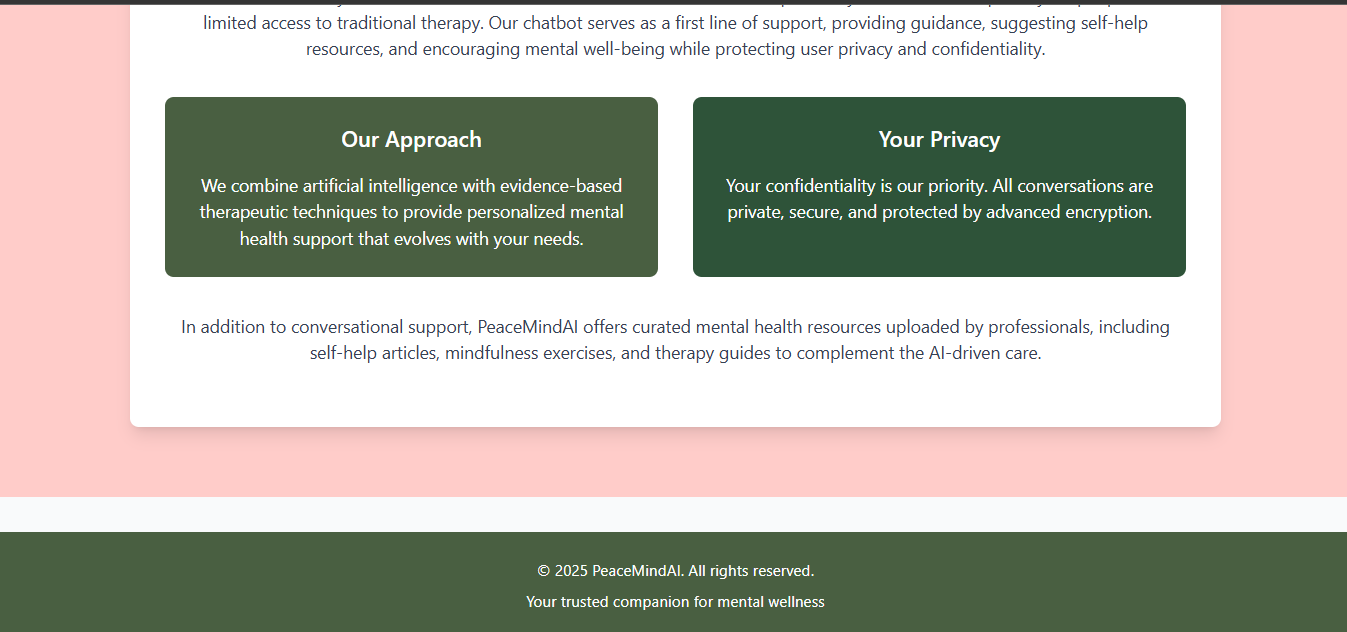 limited access to traditional therapy. Our chatbot serves as a first line of support, providing guidance, suggesting self-help
resources, and encouraging mental well-being while protecting user privacy and confidentiality.
Our Approach
We combine artificial intelligence with evidence-based
therapeutic techniques to provide personalized mental
health support that evolves with your needs.
Your Privacy
Your confidentiality is our priority. All conversations are
private, secure, and protected by advanced encryption.
In addition to conversational support, PeaceMindAI offers curated mental health resources uploaded by professionals, including
self-help articles, mindfulness exercises, and therapy guides to complement the AI-driven care.
© 2025 PeaceMindAI. All rights reserved.
Your trusted companion for mental wellness